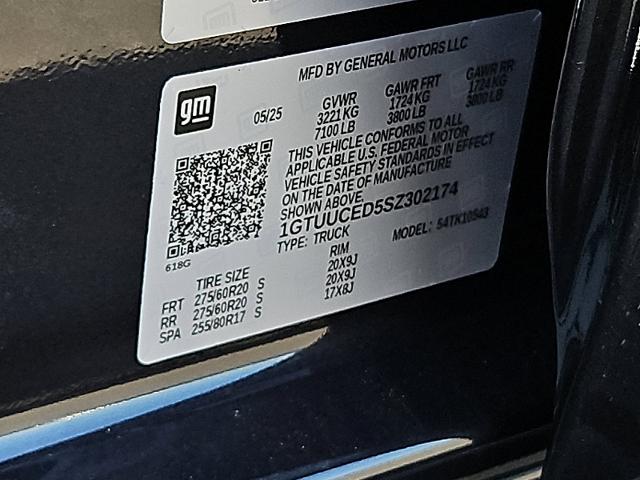 MFD BY GENERAL MOTORS LLC
gm
05/25
GVWR GAWR FRT GAWR RR
3221 KG 1724 KG 1724 KG
7100 LB 3800 LB 3800 LB
THIS VEHICLE CONFORMS TO ALL
APPLICABLE U.S. FEDERAL MOTOR
VEHICLE SAFETY STANDARDS IN EFFECT
ON THE DATE OF MANUFACTURE
SHOWN ABOVE.
1GTUUCED5SZ302174
TYPE: TRUCK MODEL: 54TK10543
618G
TIRE SIZE RIM
FRT 275/60R20 S 20X9J
RR 275/60R20 S 20X9J
SPA 255/80R17 S 17X8J